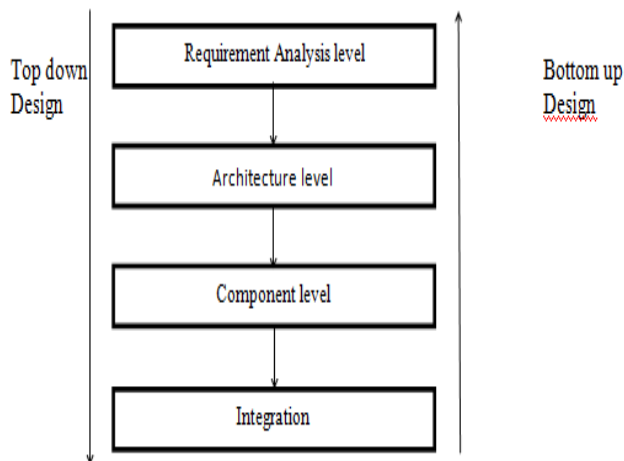 Requirement Analysis level
Top down
Design
Bottom up
Design
Architecture level
Component level
Integration